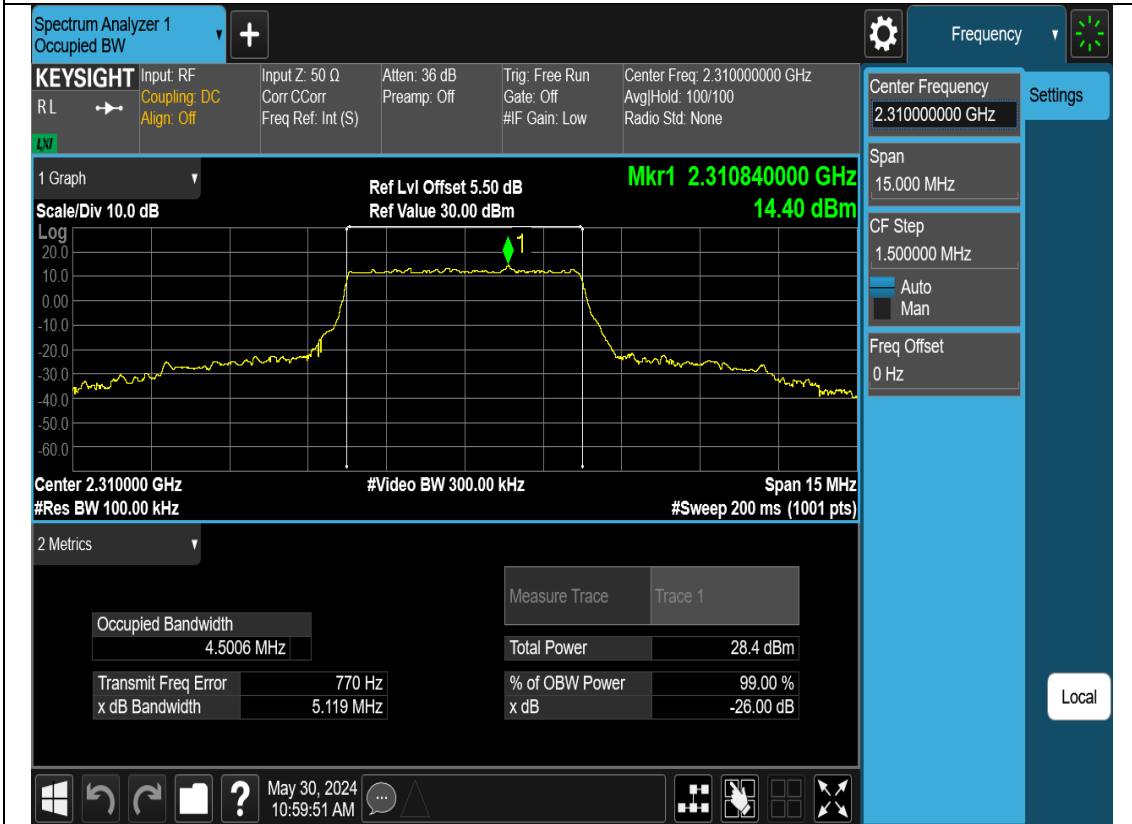 Spectrum Analyzer 1
Occupied BW
Frequency
KEYSIGHT
R L
LXI
Input: RF
Coupling: DC
Align: Off
Input Z: 50 Ω
Corr CCorr
Freq Ref: Int (S)
Atten: 36 dB
Preamp: Off
Trig: Free Run
Gate: Off
#IF Gain: Low
Center Freq: 2.310000000 GHz
Avg|Hold: 100/100
Radio Std: None
1 Graph
Scale/Div 10.0 dB
Ref Lvl Offset 5.50 dB
Ref Value 30.00 dBm
Mkr1 2.310840000 GHz
14.40 dBm
Log
20.0
10.0
0.00
-10.0
-20.0
-30.0
-40.0
-50.0
-60.0
1
Center 2.310000 GHz
#Res BW 100.00 kHz
#Video BW 300.00 kHz
Span 15 MHz
#Sweep 200 ms (1001 pts)
2 Metrics
Measure Trace Trace 1
Occupied Bandwidth
4.5006 MHz
Total Power 28.4 dBm
Transmit Freq Error 770 Hz
% of OBW Power 99.00 %
x dB Bandwidth 5.119 MHz
x dB -26.00 dB
May 30, 2024
10:59:51 AM
Center Frequency
2.310000000 GHz
Settings
Span
15.000 MHz
CF Step
1.500000 MHz
Auto
Man
Freq Offset
0 Hz
Local